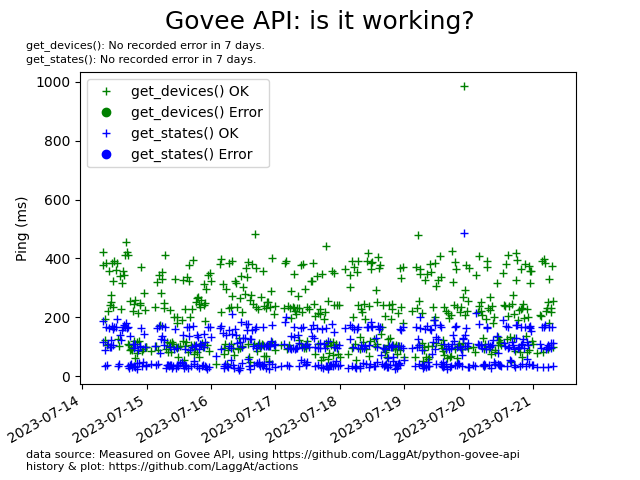 Govee API: is it working?
get_devices(): No recorded error in 7 days.
get_states(): No recorded error in 7 days.
get_devices() OK
get_devices() Error
get_states() OK
get_states() Error
Ping (ms)
1000
800
600
400
200
0
2023-07-14
2023-07-15
2023-07-16
2023-07-17
2023-07-18
2023-07-19
2023-07-20
2023-07-21
data source: Measured on Govee API, using https://github.com/LaggAt/python-govee-api
history & plot: https://github.com/LaggAt/actions